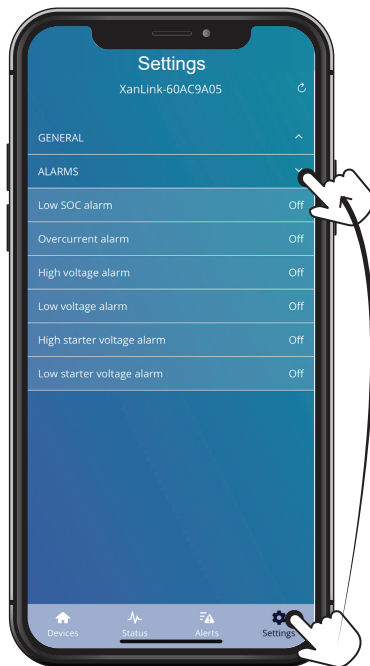 Settings
XanLink-60AC9A05
GENERAL
ALARMS
Low SOC alarm Off
Overcurrent alarm Off
High voltage alarm Off
Low voltage alarm Off
High starter voltage alarm Off
Low starter voltage alarm Off
Devices Status Alerts Settings